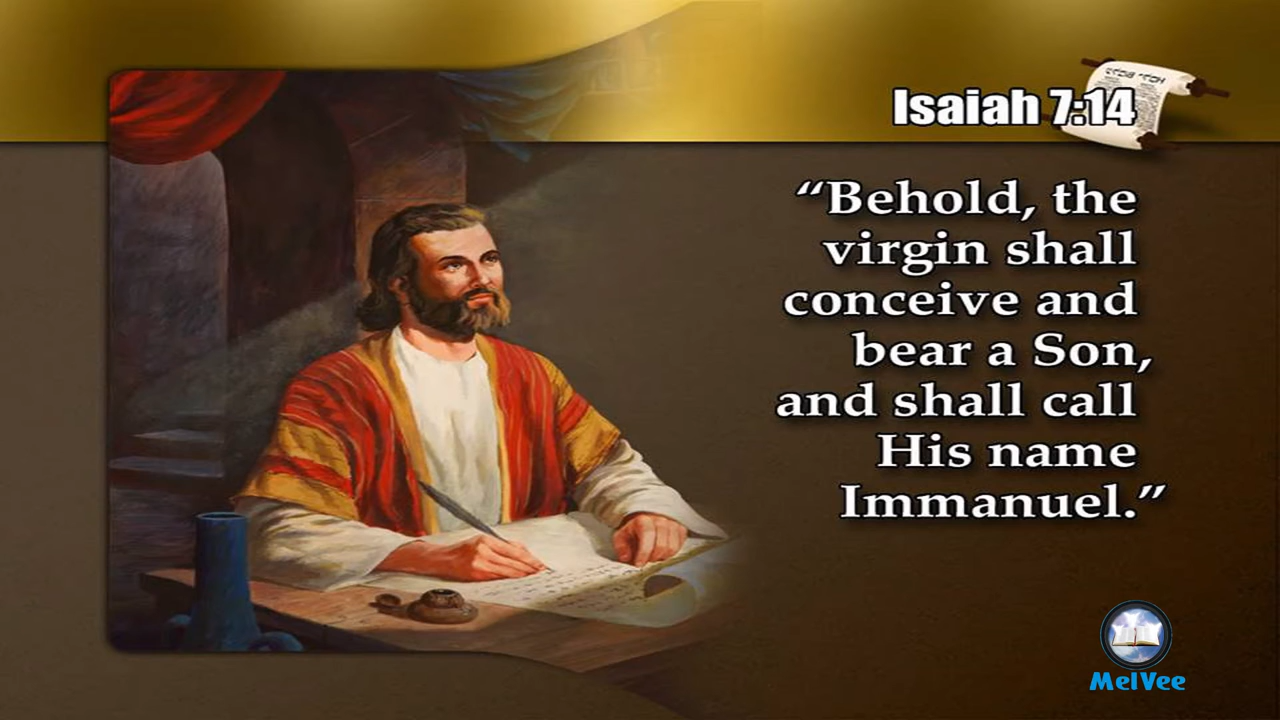 Isaiah 7:14
“Behold, the
virgin shall
conceive and
bear a Son,
and shall call
His name
Immanuel.”
MelVee